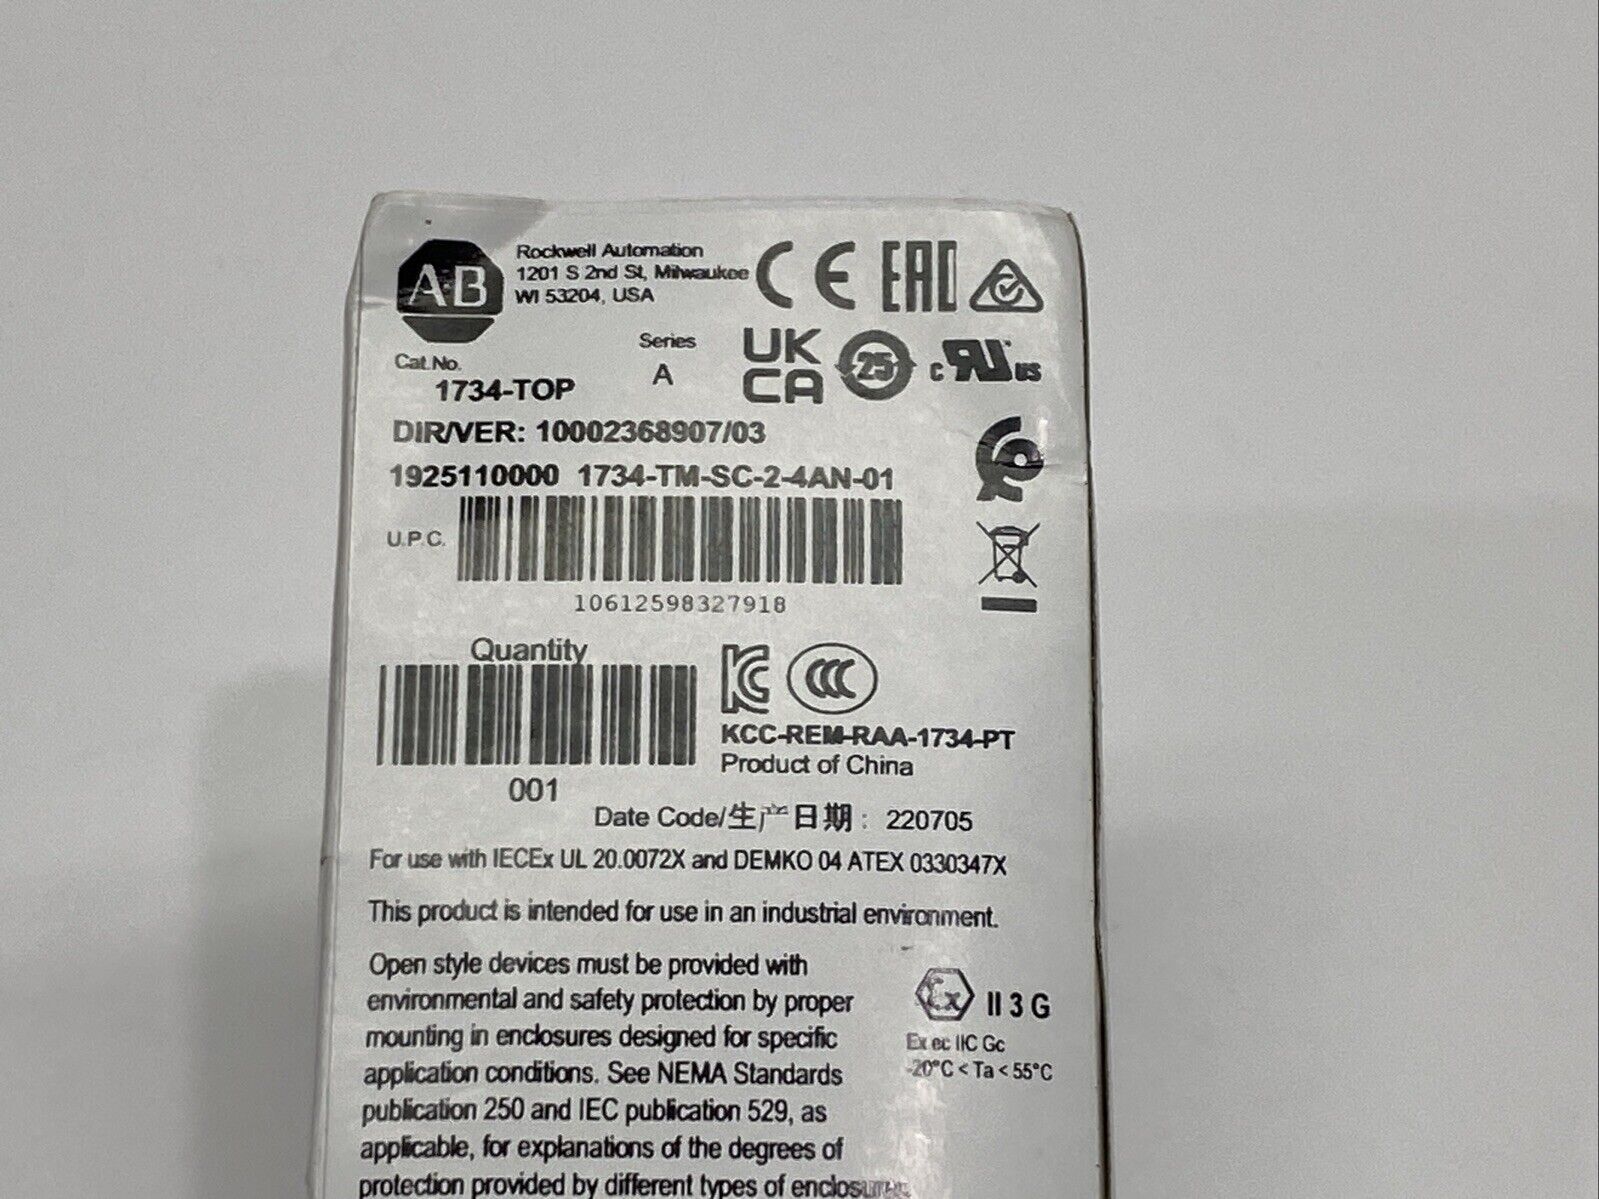 AB
Rockwell Automation
1201 S 2nd St, Milwaukee
WI 53204, USA
CE EAC
Cat.No.
1734-TOP
Series
A
UK
CA
25
c RU us
DIR/VER: 10002368907/03
1925110000 1734-TM-SC-2-4AN-01
U.P.C.
10612598327918
Quantity
001
KC
CCC
KCC-REM-RAA-1734-PT
Product of China
Date Code/生产日期: 220705
For use with IECEx UL 20.0072X and DEMKO 04 ATEX 0330347X
This product is intended for use in an industrial environment.
Open style devices must be provided with
environmental and safety protection by proper
mounting in enclosures designed for specific
application conditions. See NEMA Standards
publication 250 and IEC publication 529, as
applicable, for explanations of the degrees of
protection provided by different types of enclosure
Ex II 3 G
Ex ec IIC Gc
-20°C < Ta < 55°C